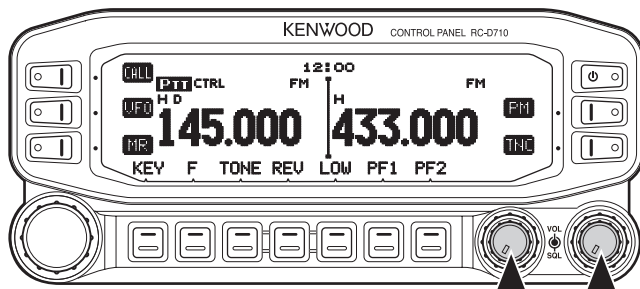 KENWOOD CONTROL PANEL RC-D710
12:00
CALL PTT CTRL FM FM
VFO H D H PM
145.000 433.000
MR TNC
KEY F TONE REV LOW PF1 PF2
VOL
SQL